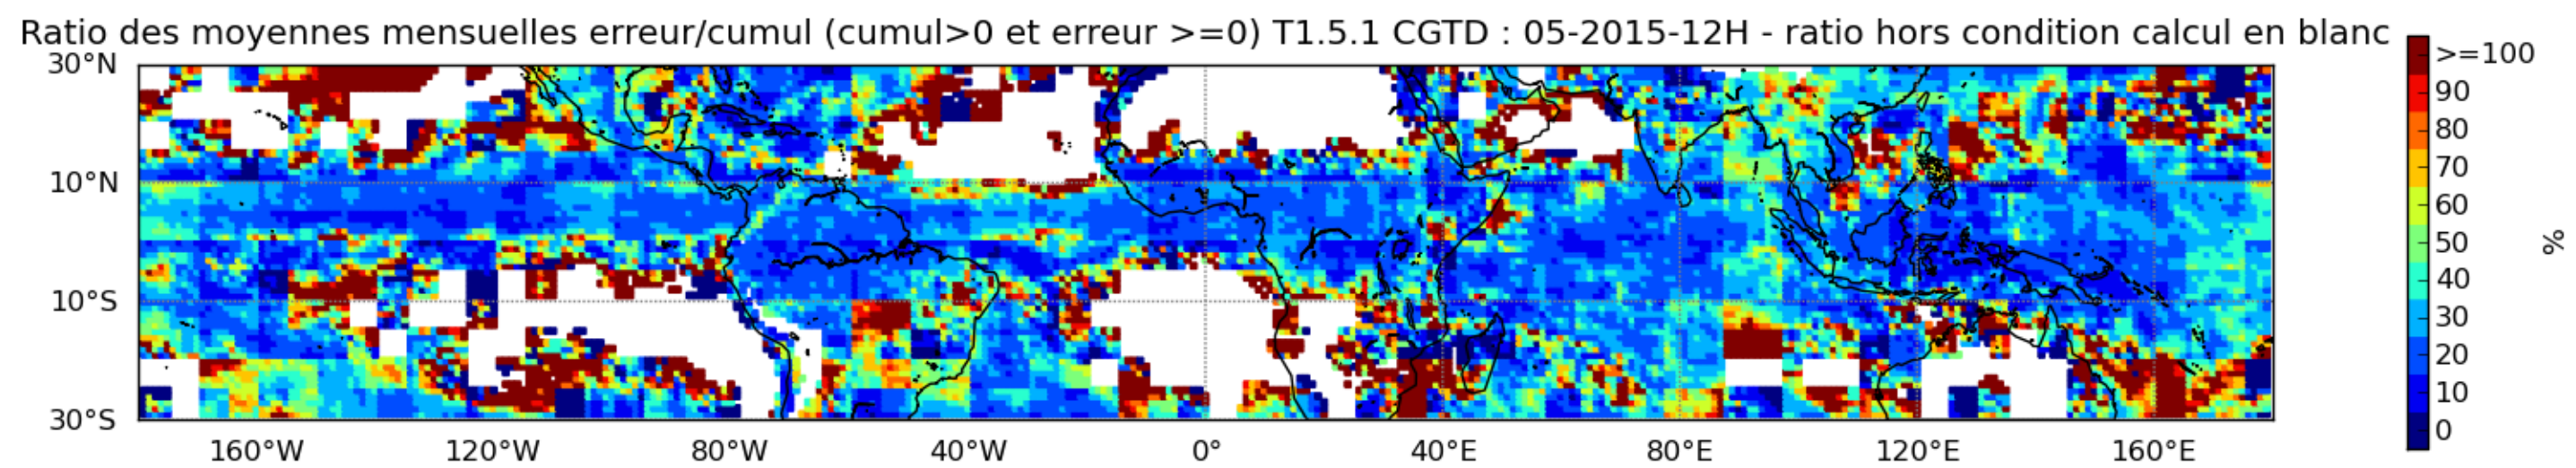 Ratio des moyennes mensuelles erreur/cumul (cumul>0 et erreur >=0) T1.5.1 CGTD : 05-2015-12H - ratio hors condition calcul en blanc
30°N
10°N
10°S
30°S
160°W 120°W 80°W 40°W 0° 40°E 80°E 120°E 160°E
>=100
90
80
70
60
50
40
30
20
10
0
%